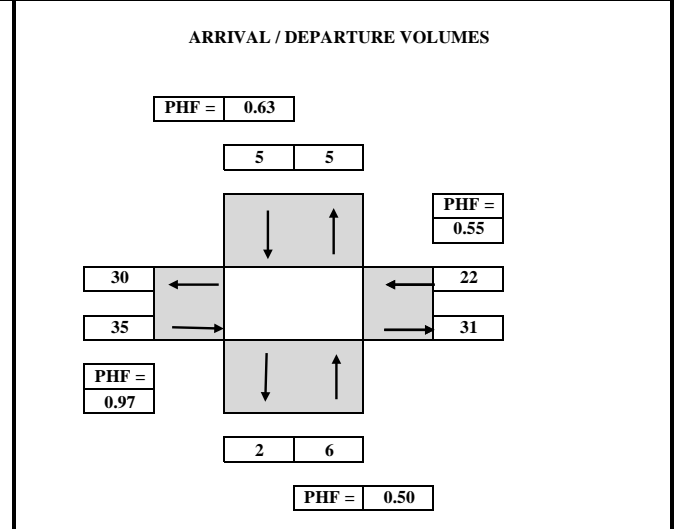 ARRIVAL / DEPARTURE VOLUMES
PHF = 0.63
5 5
PHF =
0.55
30 22
35 31
PHF =
0.97
2 6
PHF = 0.50